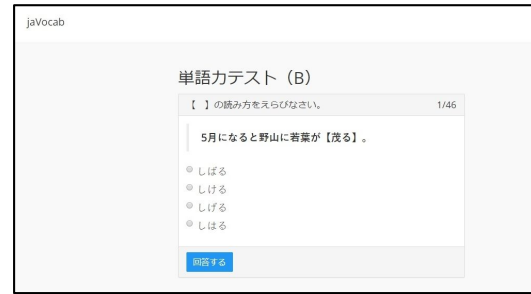 jaVocab
単語力テスト（B）
【　】の読み方をえらびなさい。 1/46
5月になると野山に若葉が【茂る】。
しばる
しける
しげる
しはる
回答する